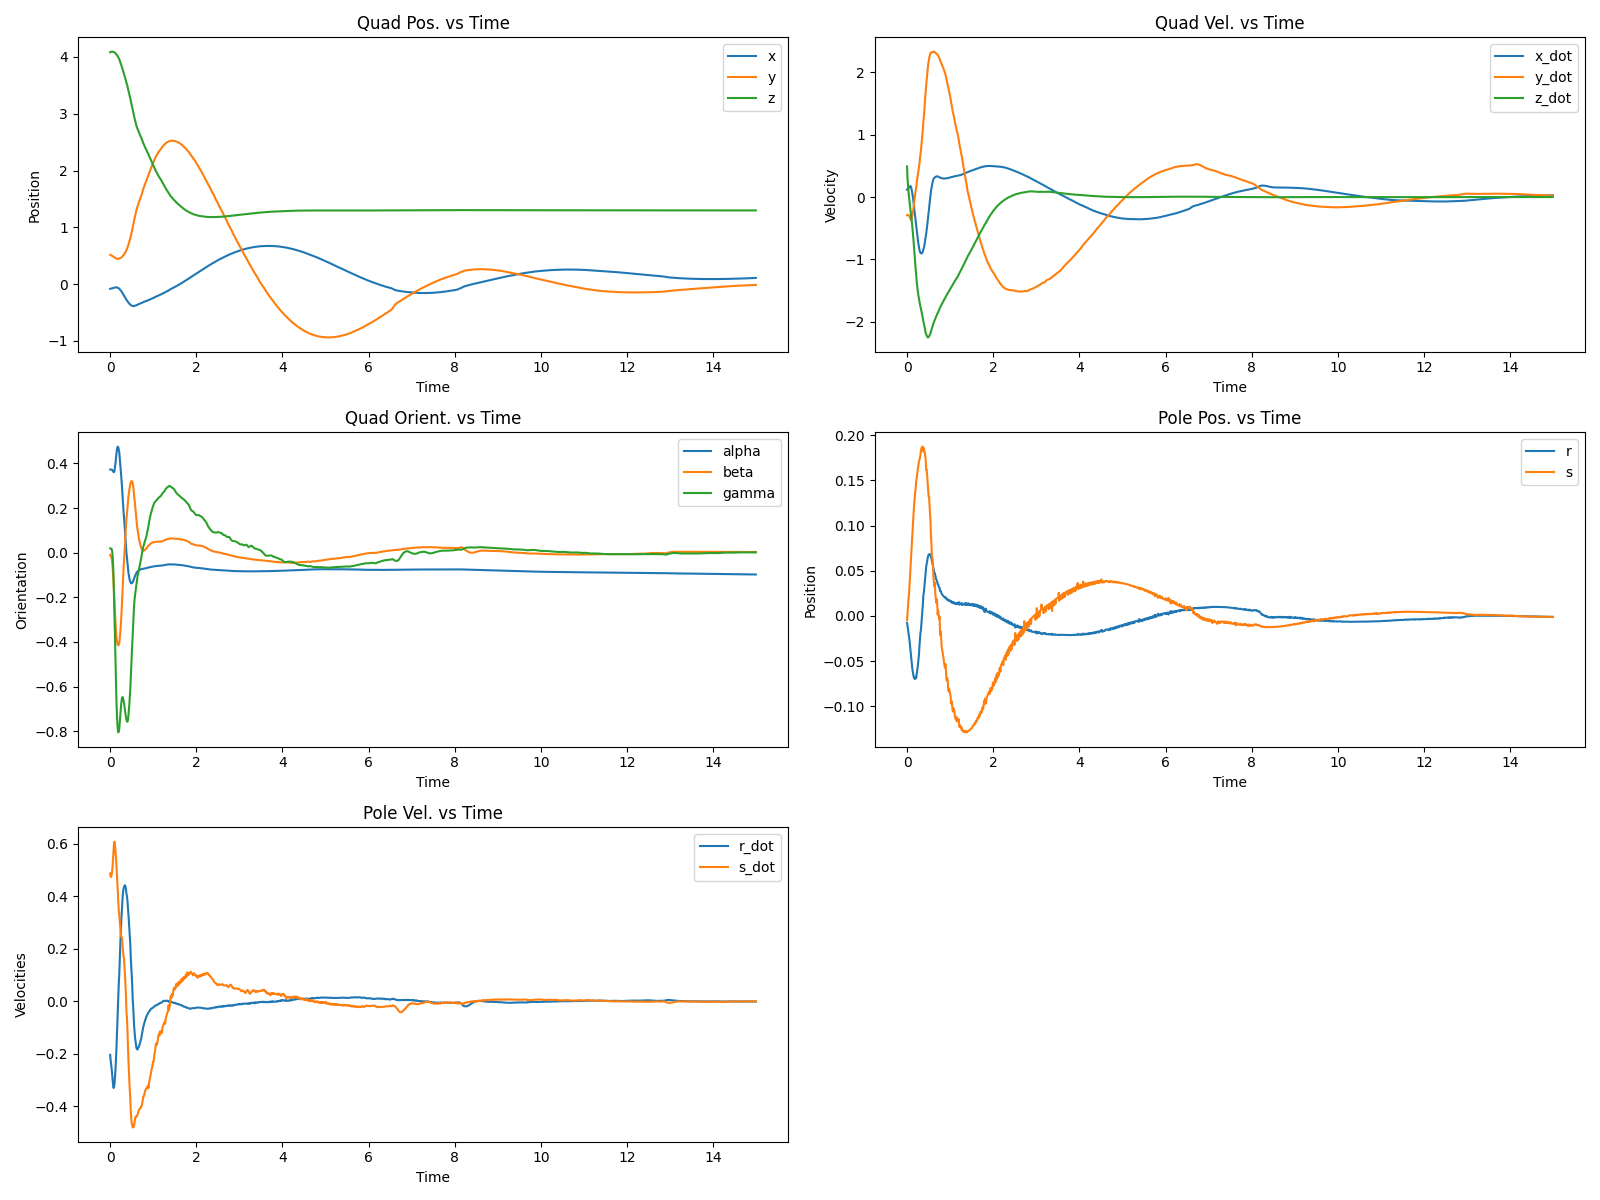 Quad Pos. vs Time
Position
4
3
2
1
0
−1
x
y
z
0 2 4 6 8 10 12 14
Time
Quad Vel. vs Time
Velocity
2
1
0
−1
−2
x_dot
y_dot
z_dot
0 2 4 6 8 10 12 14
Time
Quad Orient. vs Time
Orientation
0.4
0.2
0.0
−0.2
−0.4
−0.6
−0.8
alpha
beta
gamma
0 2 4 6 8 10 12 14
Time
Pole Pos. vs Time
Position
0.20
0.15
0.10
0.05
0.00
−0.05
−0.10
r
s
0 2 4 6 8 10 12 14
Time
Pole Vel. vs Time
Velocities
0.6
0.4
0.2
0.0
−0.2
−0.4
r_dot
s_dot
0 2 4 6 8 10 12 14
Time